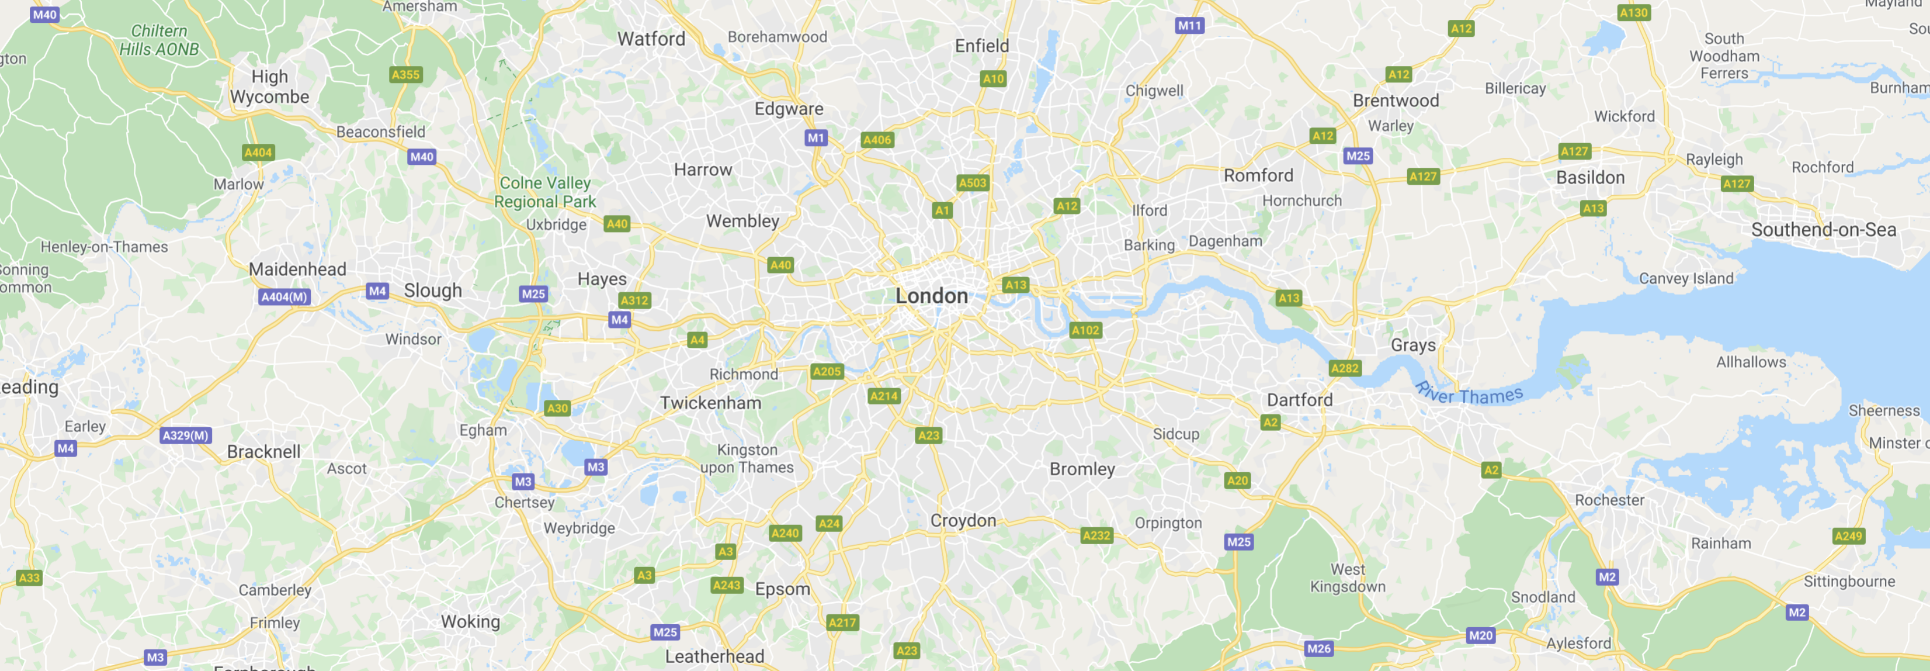 M40
Amersham
Chiltern
Hills AONB
High
Wycombe
A355
Watford
Borehamwood
Enfield
A10
M11
A12
A130
Mayland
South
Woodham
Ferrers
Burnham
Chigwell
A12
Brentwood
Warley
Billericay
Wickford
Edgware
M1
A406
A12
M25
A127
A127
Rayleigh
Rochford
Basildon
A127
A13
Beaconsfield
M40
A404
Marlow
Harrow
A503
Romford
Hornchurch
Colne Valley
Regional Park
Uxbridge
A40
Wembley
A1
A12
Ilford
Barking
Dagenham
Southend-on-Sea
Henley-on-Thames
Maidenhead
A404(M)
M4
Slough
M25
Hayes
A312
M4
A40
London
A13
A13
Canvey Island
Windsor
A4
A102
Grays
Allhallows
Richmond
A205
A282
River Thames
A214
Twickenham
A30
Dartford
A2
Sheerness
Earley
M4
A329(M)
Bracknell
Ascot
Egham
A23
Sidcup
Kingston
upon Thames
Bromley
M3
M3
A20
A2
Chertsey
Rochester
Weybridge
A240
A24
Croydon
A232
Orpington
M25
Rainham
A249
A33
Camberley
A3
A3
A243
Epsom
West
Kingsdown
M2
Snodland
Sittingbourne
M2
Frimley
Woking
M25
A217
M3
Leatherhead
A23
M26
M20
Aylesford